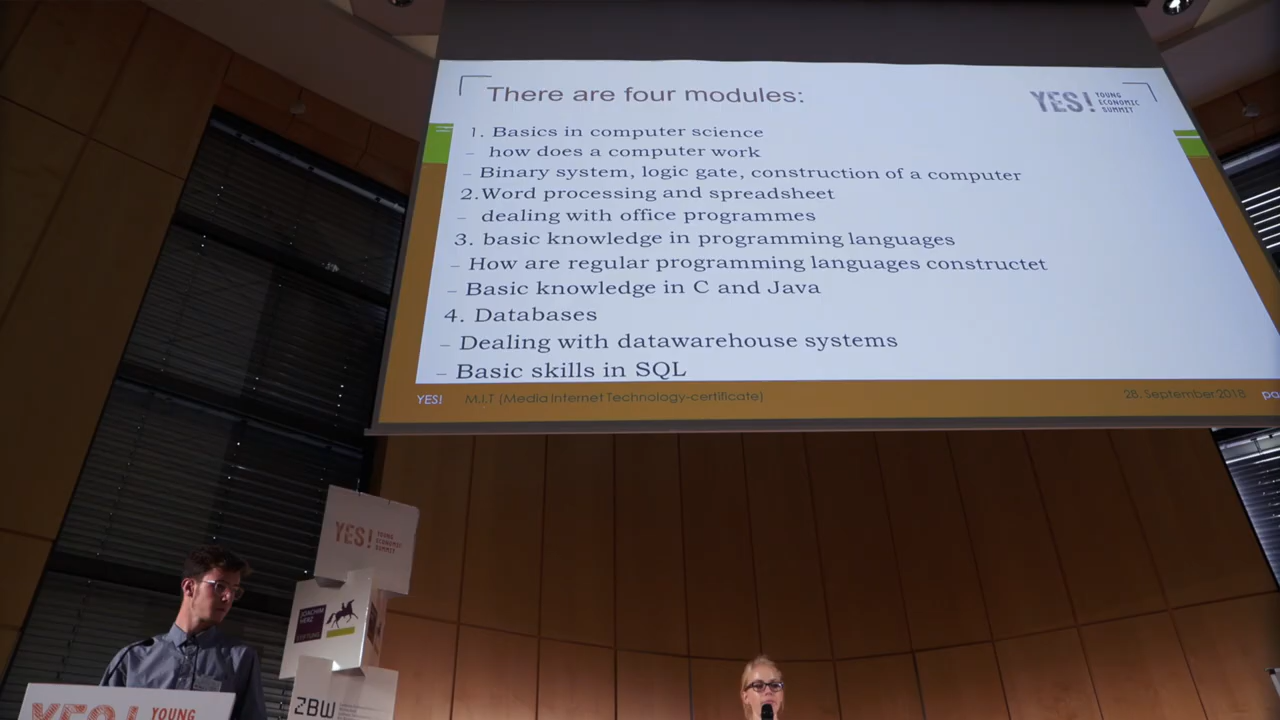 There are four modules:
YES! YOUNG
ECONOMIC
SUMMIT
1. Basics in computer science
- how does a computer work
- Binary system, logic gate, construction of a computer
2.Word processing and spreadsheet
- dealing with office programmes
3. basic knowledge in programming languages
- How are regular programming languages constructet
- Basic knowledge in C and Java
4. Databases
- Dealing with datawarehouse systems
- Basic skills in SQL
YES! M.I.T (Media Internet Technology-certificate) 28. September 2018 pa
YES! YOUNG
ECONOMIC
SUMMIT
JOACHIM
HERZ
STIFTUNG
ZBW
YES! YOUNG